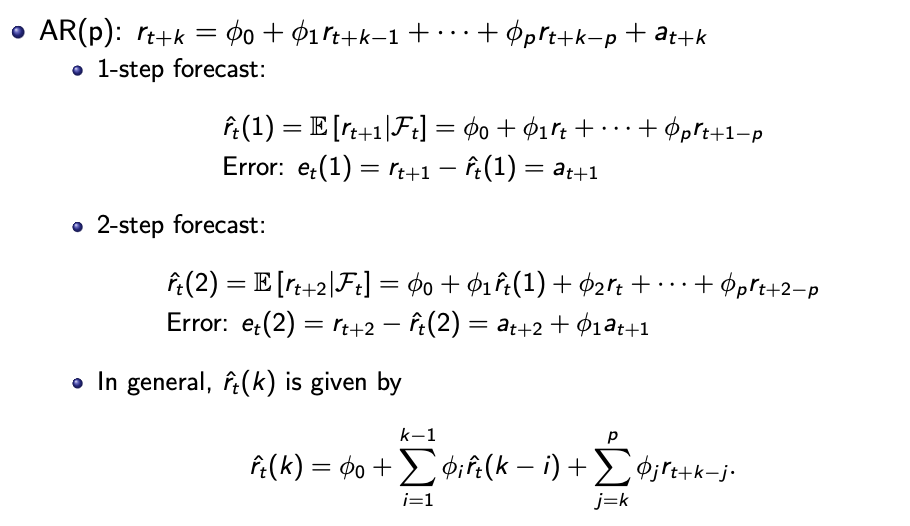 AR(p): r_{t+k} = ϕ_0 + ϕ_1 r_{t+k−1} + ··· + ϕ_p r_{t+k−p} + a_{t+k}
1-step forecast:
r̂_t(1) = 𝔼 [r_{t+1}|ℱ_t] = ϕ_0 + ϕ_1 r_t + ··· + ϕ_p r_{t+1−p}
Error: e_t(1) = r_{t+1} − r̂_t(1) = a_{t+1}
2-step forecast:
r̂_t(2) = 𝔼 [r_{t+2}|ℱ_t] = ϕ_0 + ϕ_1 r̂_t(1) + ϕ_2 r_t + ··· + ϕ_p r_{t+2−p}
Error: e_t(2) = r_{t+2} − r̂_t(2) = a_{t+2} + ϕ_1 a_{t+1}
In general, r̂_t(k) is given by
r̂_t(k) = ϕ_0 + ∑_{i=1}^{k−1} ϕ_i r̂_t(k − i) + ∑_{j=k}^{p} ϕ_j r_{t+k−j}.